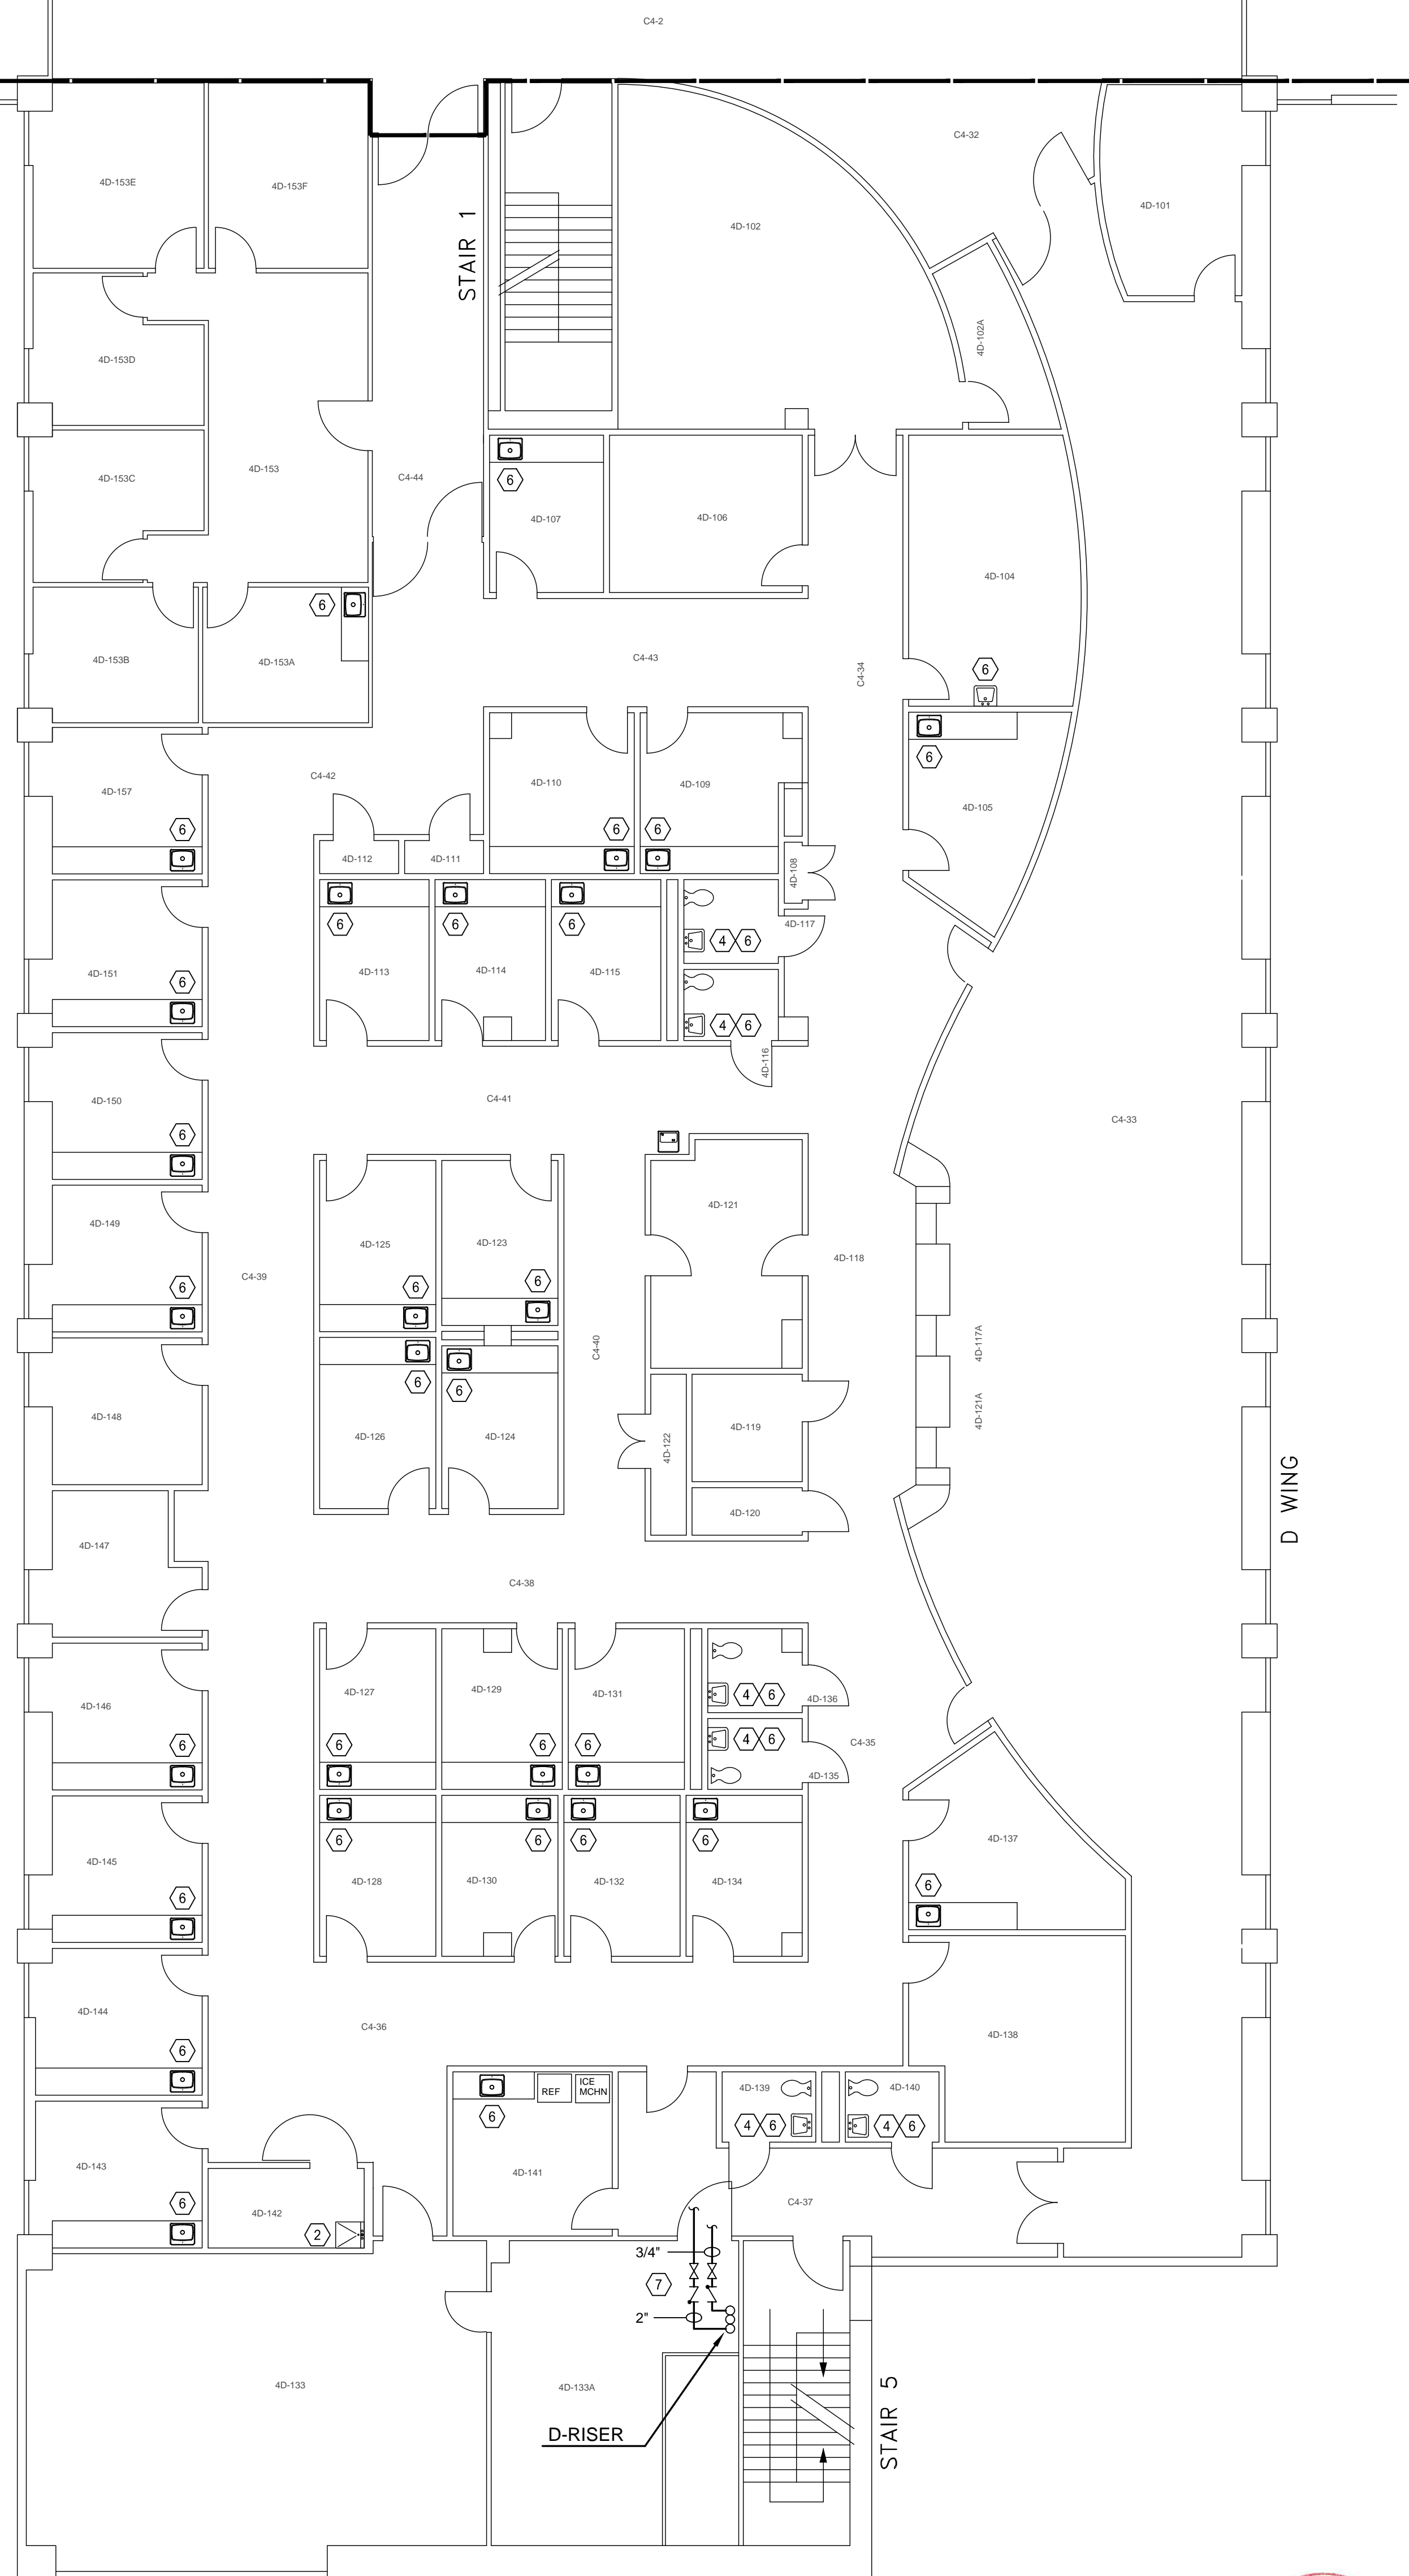 C4-2
C4-32
4D-153E
4D-153F
4D-101
4D-102
STAIR 1
4D-102A
4D-153D
4D-153
4D-153C
C4-44
6
4D-107
4D-106
4D-104
6
4D-153B
4D-153A
C4-43
C4-34
6
6
C4-42
4D-157
4D-110
4D-109
4D-105
6
6
6
4D-112
4D-111
4D-108
4D-117
6
6
6
4 6
4D-151
4D-113
4D-114
4D-115
6
4 6
4D-116
4D-150
C4-41
C4-33
6
4D-121
4D-149
4D-125
4D-123
4D-118
C4-39
6
6
6
C4-40
4D-117A
6
6
4D-121A
4D-148
4D-126
4D-124
4D-122
4D-119
D WING
4D-120
4D-147
C4-38
4D-127
4D-129
4D-131
4 6
4D-136
4D-146
6
6
6
6
4 6
C4-35
4D-135
6
6
6
6
4D-137
4D-145
4D-128
4D-130
4D-132
4D-134
6
6
4D-144
C4-36
4D-138
6
REF
ICE
MCHN
4D-139
4D-140
6
4 6
4 6
4D-143
4D-141
6
4D-142
2
C4-37
3/4"
7
2"
4D-133
4D-133A
D-RISER
STAIR 5